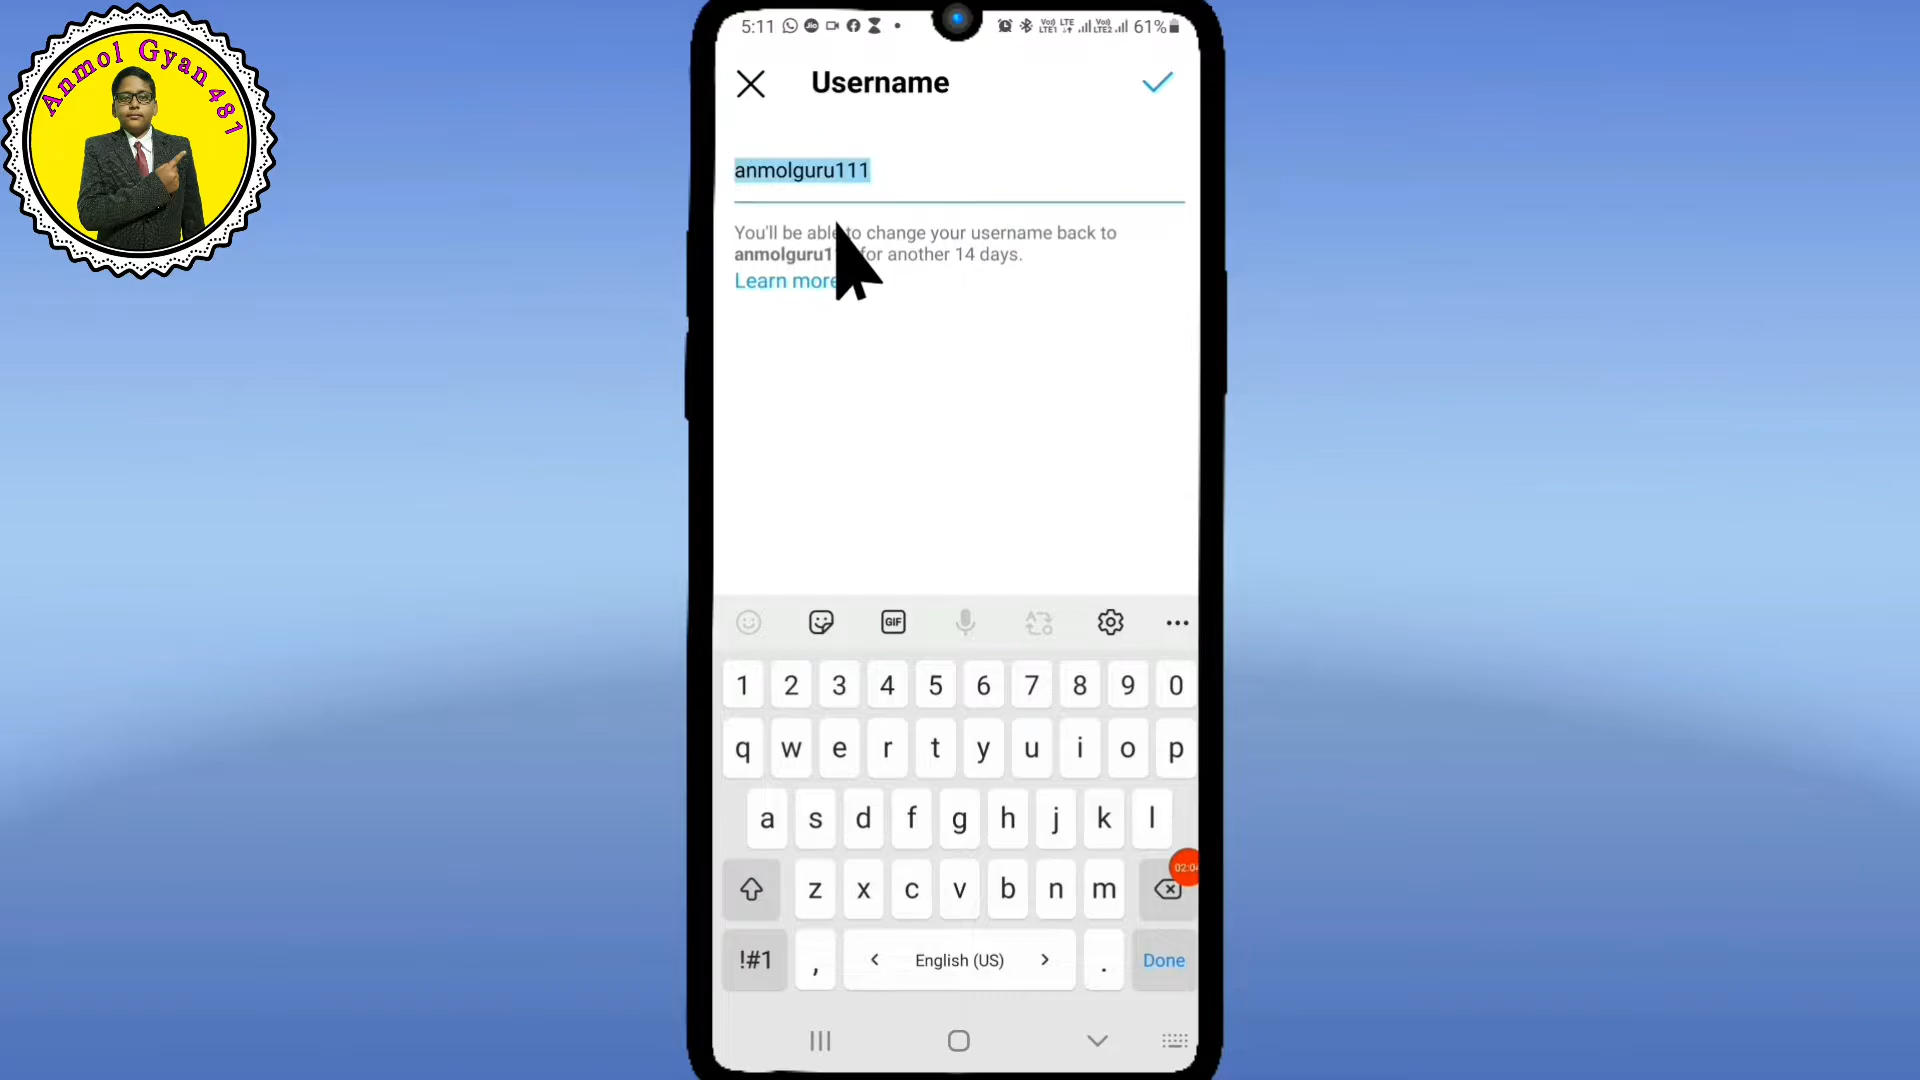 Anmol Gyan 487
5:11
61%
Username
anmolguru111
You'll be able to change your username back to
for another 14 days.
Learn more
GIF
1 2 3 4 5 6 7 8 9 0
q w e r t y u i o p
a s d f g h j k l
02:04
z x c v b n m
!#1 , < English (US) > . Done